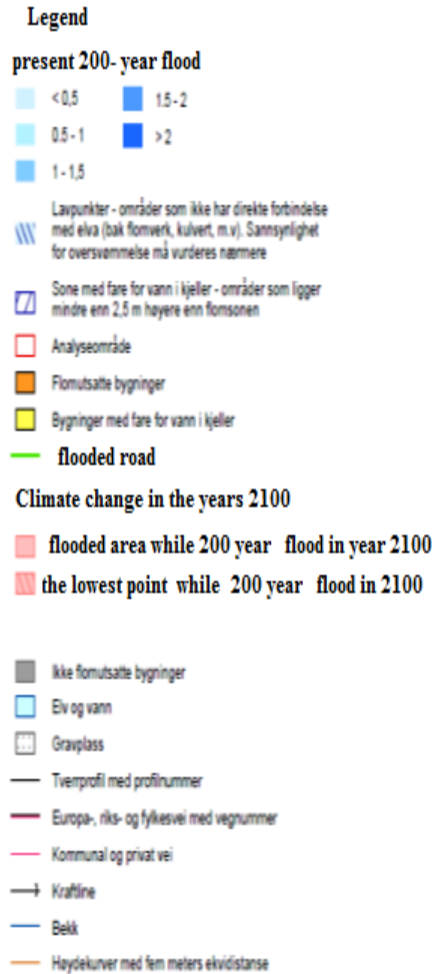 Legend
present 200- year flood
< 0,5
1.5 - 2
0.5 - 1
> 2
1 - 1,5
Lavpunkter - områder som ikke har direkte forbindelse
med elva (bak flomverk, kulvert, m.v). Sannsynlighet
for oversvømmelse må vurderes nærmere
Sone med fare for vann i kjeller - områder som ligger
mindre enn 2,5 m høyere enn flomsonen
Analyseområde
Flomutsatte bygninger
Bygninger med fare for vann i kjeller
flooded road
Climate change in the years 2100
flooded area while 200 year flood in year 2100
the lowest point while 200 year flood in 2100
Ikke flomutsatte bygninger
Elv og vann
Gravplass
Tverrprofil med profilnummer
Europa-, riks- og fylkesvei med vegnummer
Kommunal og privat vei
Kraftline
Bekk
Høydekurver med fem meters ekvidistanse